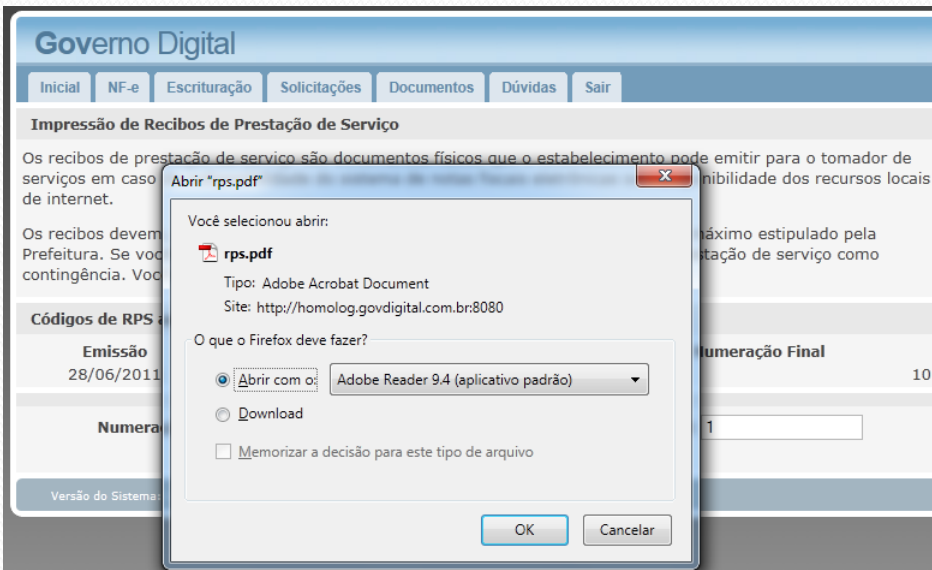 Governo Digital
Inicial NF-e Escrituração Solicitações Documentos Dúvidas Sair
Impressão de Recibos de Prestação de Serviço
Os recibos de prestação de serviço são documentos físicos que o estabelecimento pode emitir para o tomador de
serviços em caso nibilidade dos recursos locais
de internet.
Os recibos devem áximo estipulado pela
Prefeitura. Se voc stação de serviço como
contingência. Voc
Códigos de RPS a
Emissão umeração Final
28/06/2011 10
Numera 1
Versão do Sistema:
Abrir "rps.pdf"
Você selecionou abrir:
rps.pdf
Tipo: Adobe Acrobat Document
Site: http://homolog.govdigital.com.br:8080
O que o Firefox deve fazer?
Abrir com o: Adobe Reader 9.4 (aplicativo padrão)
Download
Memorizar a decisão para este tipo de arquivo
OK Cancelar